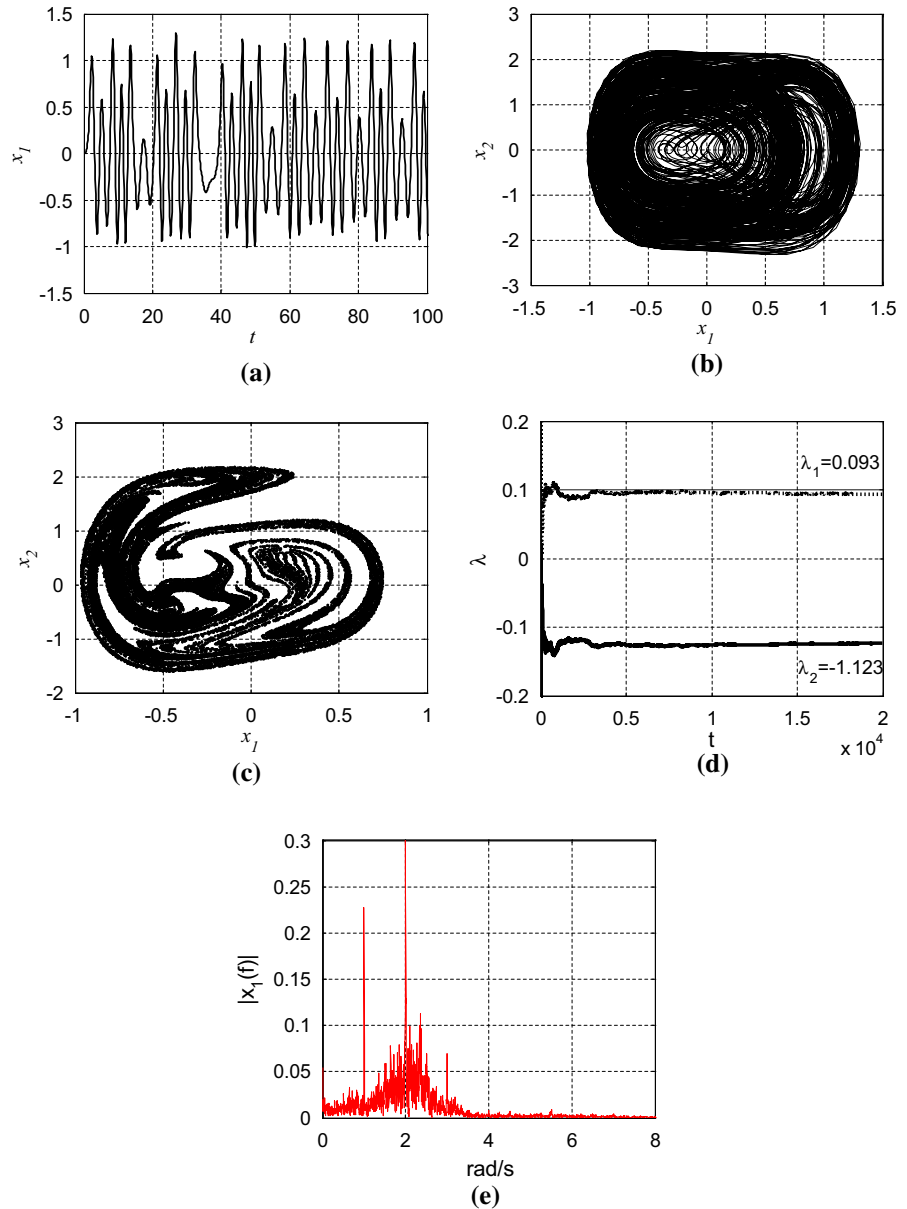 1.5
1
0.5
0
-0.5
-1
-1.5
x1
0 20 40 60 80 100
t
(a)
3
2
1
0
-1
-2
-3
x2
-1.5 -1 -0.5 0 0.5 1 1.5
x1
(b)
3
2
1
0
-1
-2
x2
-1 -0.5 0 0.5 1
x1
(c)
0.2
0.1
0
-0.1
-0.2
λ
λ1=0.093
λ2=-1.123
0 0.5 1 1.5 2
t
x 10^4
(d)
0.3
0.25
0.2
0.15
0.1
0.05
0
|x1(f)|
0 2 4 6 8
rad/s
(e)